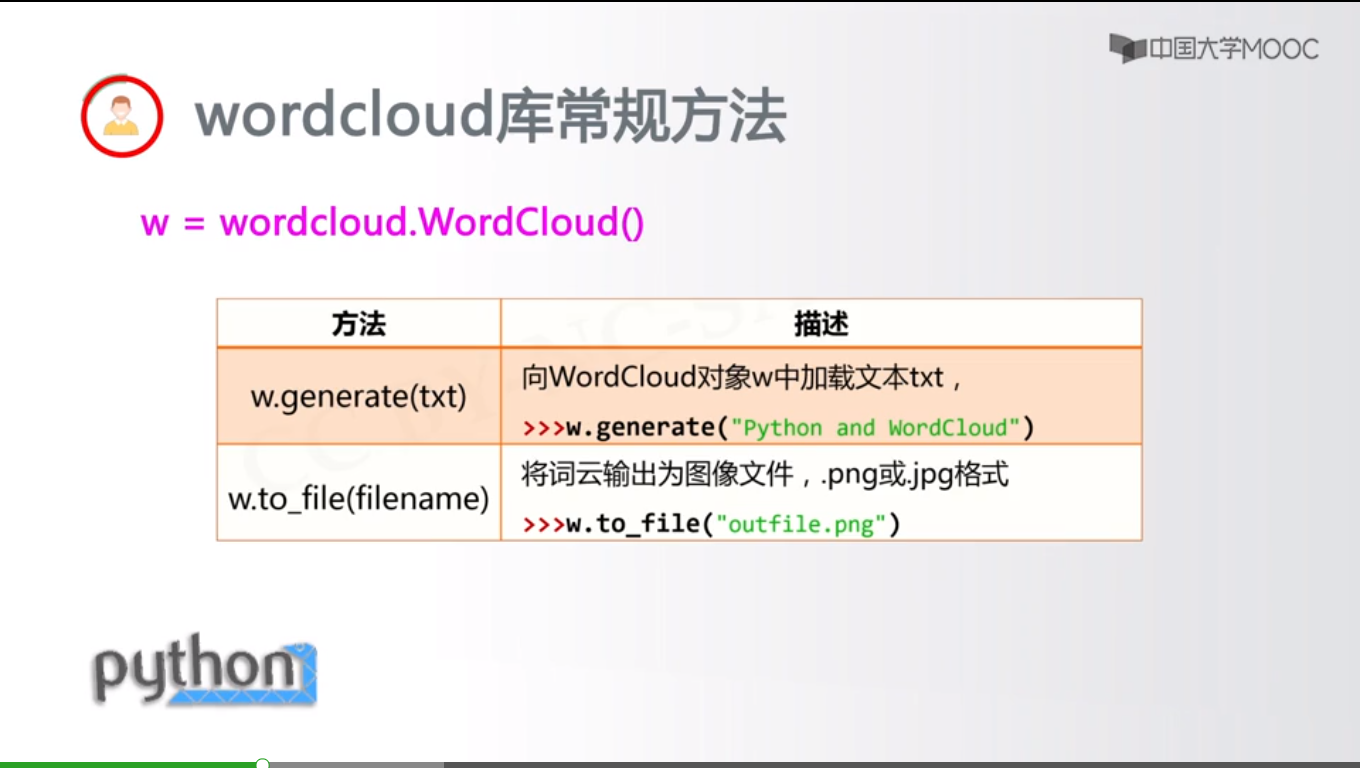 中国大学MOOC
wordcloud库常规方法
w = wordcloud.WordCloud()
方法
描述
w.generate(txt)
向WordCloud对象w中加载文本txt，
>>>w.generate("Python and WordCloud")
w.to_file(filename)
将词云输出为图像文件，.png或.jpg格式
>>>w.to_file("outfile.png")
python